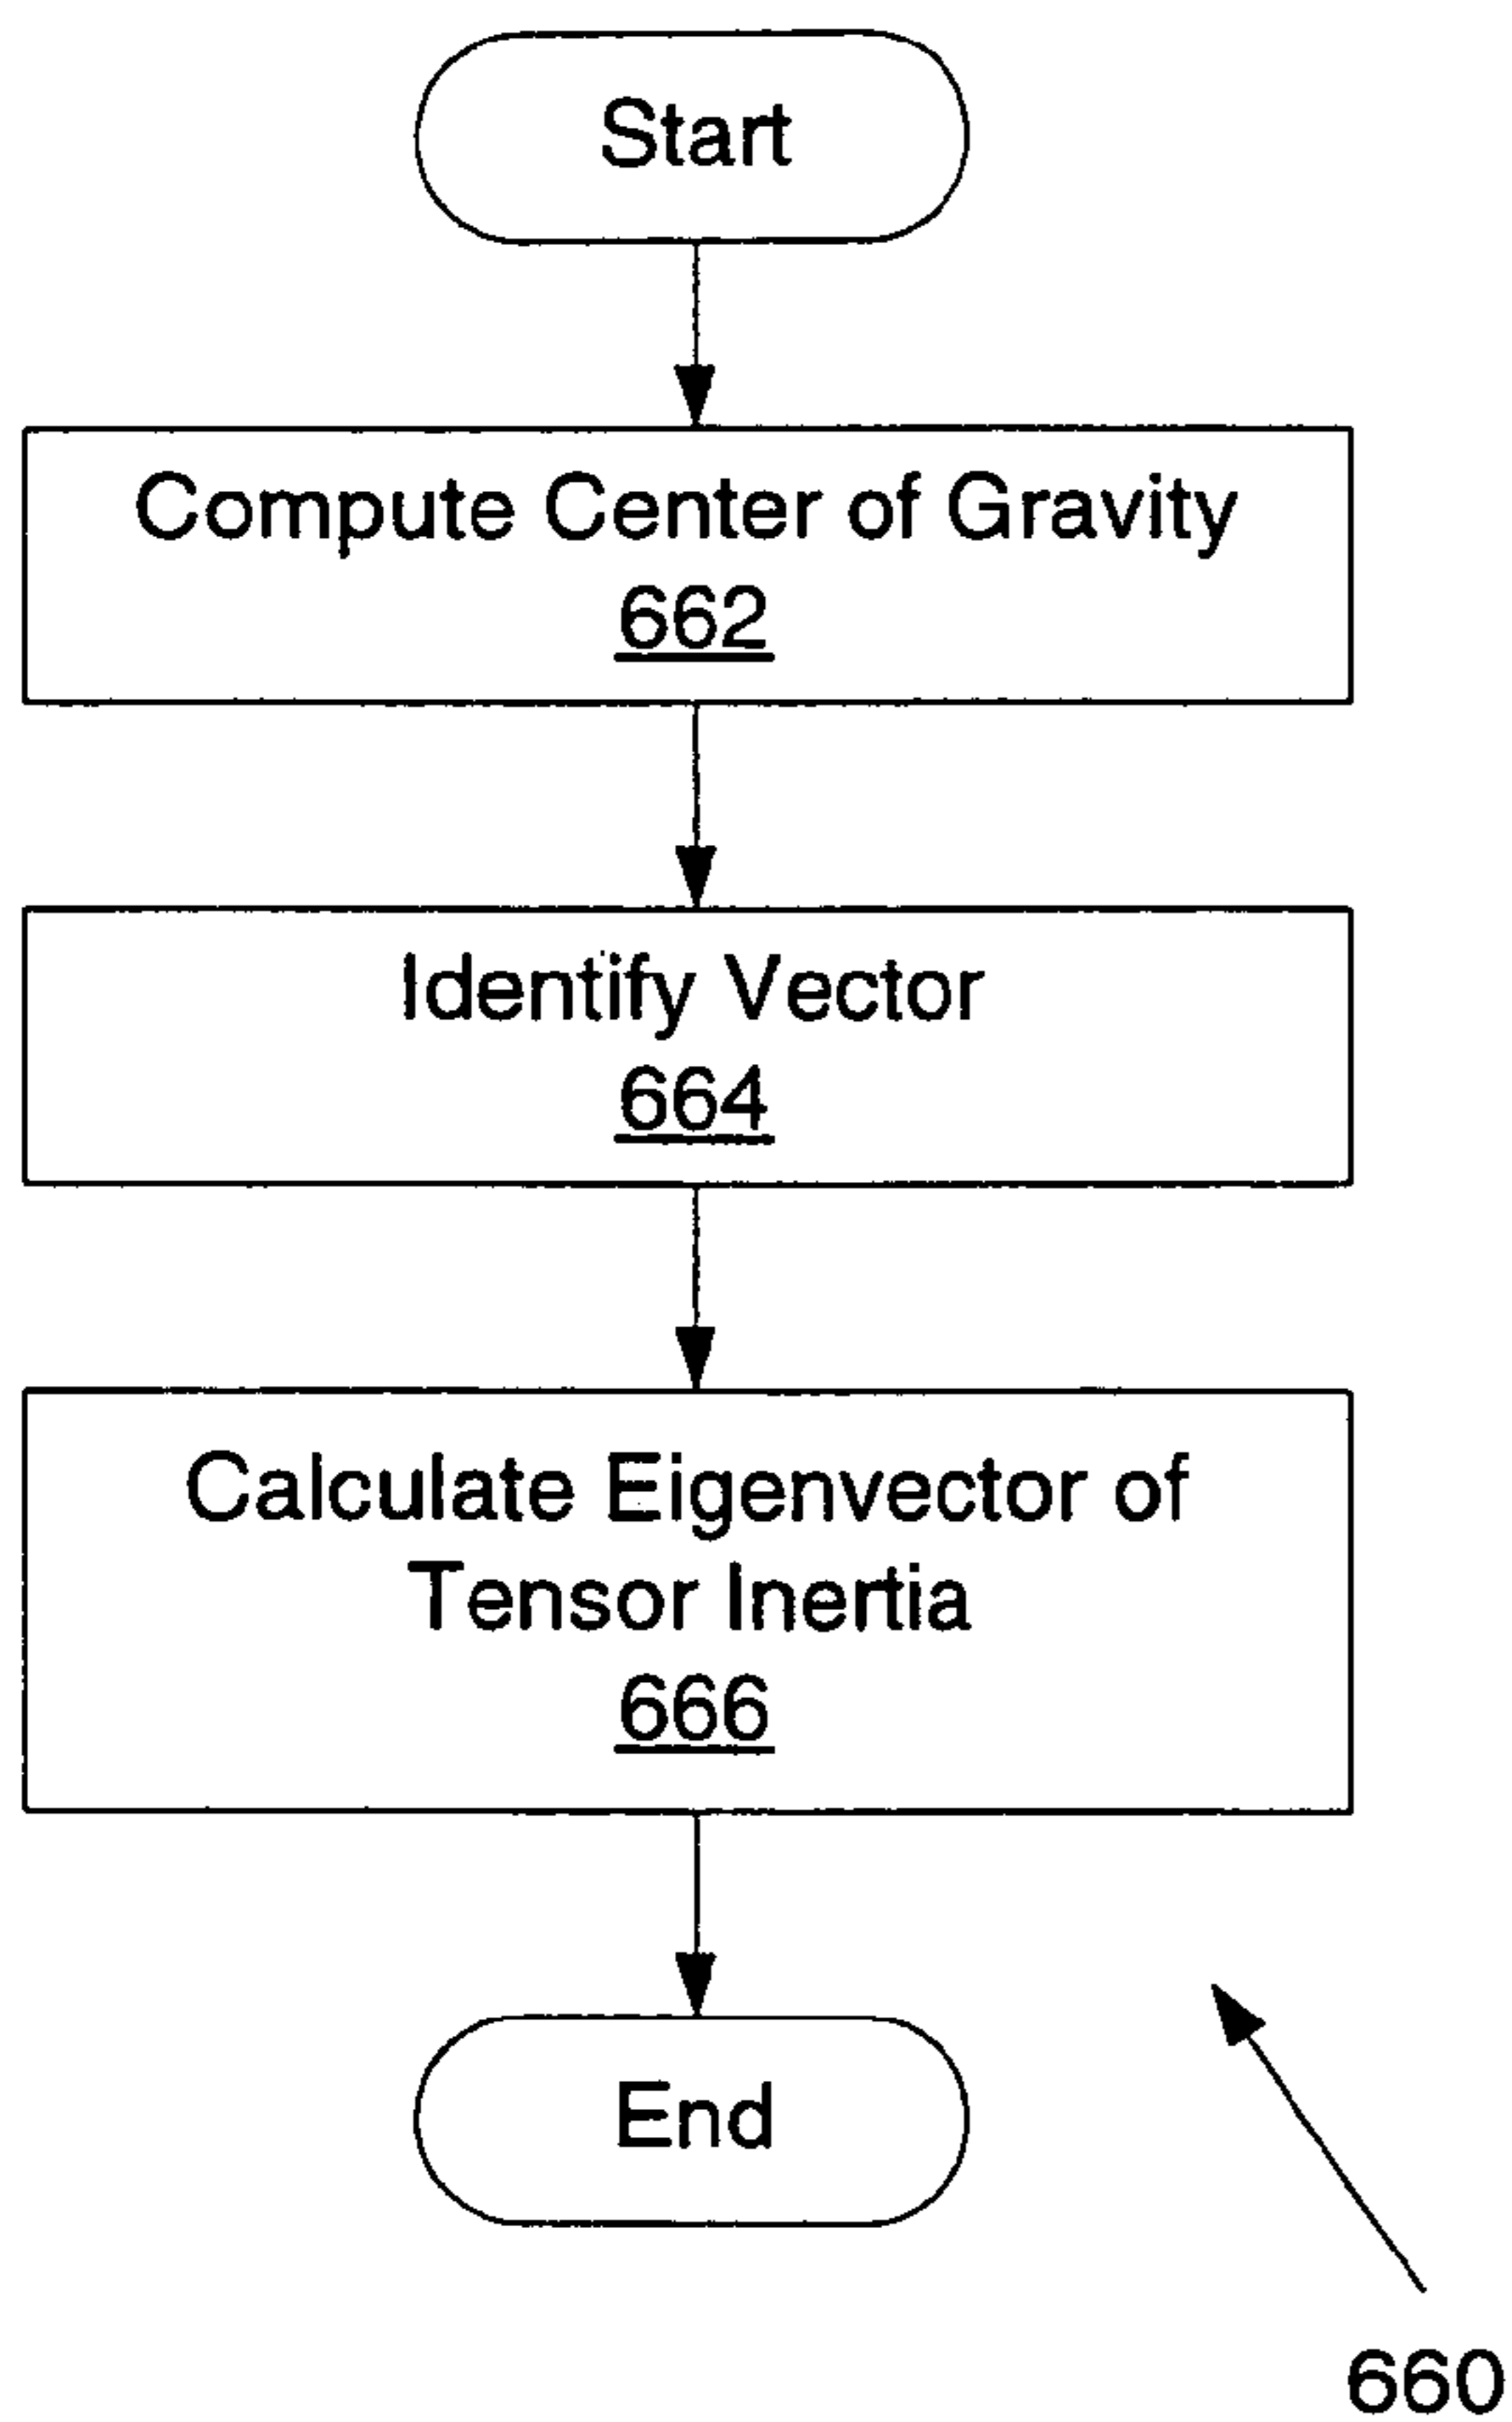 Start
Compute Center of Gravity
662
Identify Vector
664
Calculate Eigenvector of
Tensor Inertia
666
End
660